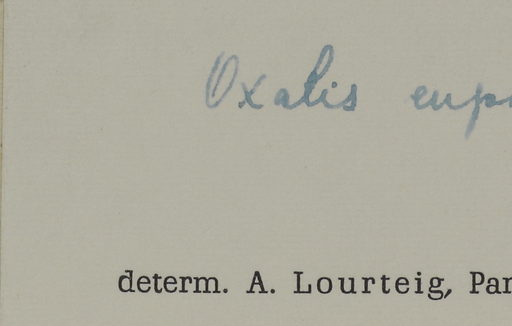 Oxalis eup
determ. A. Lourteig, Par